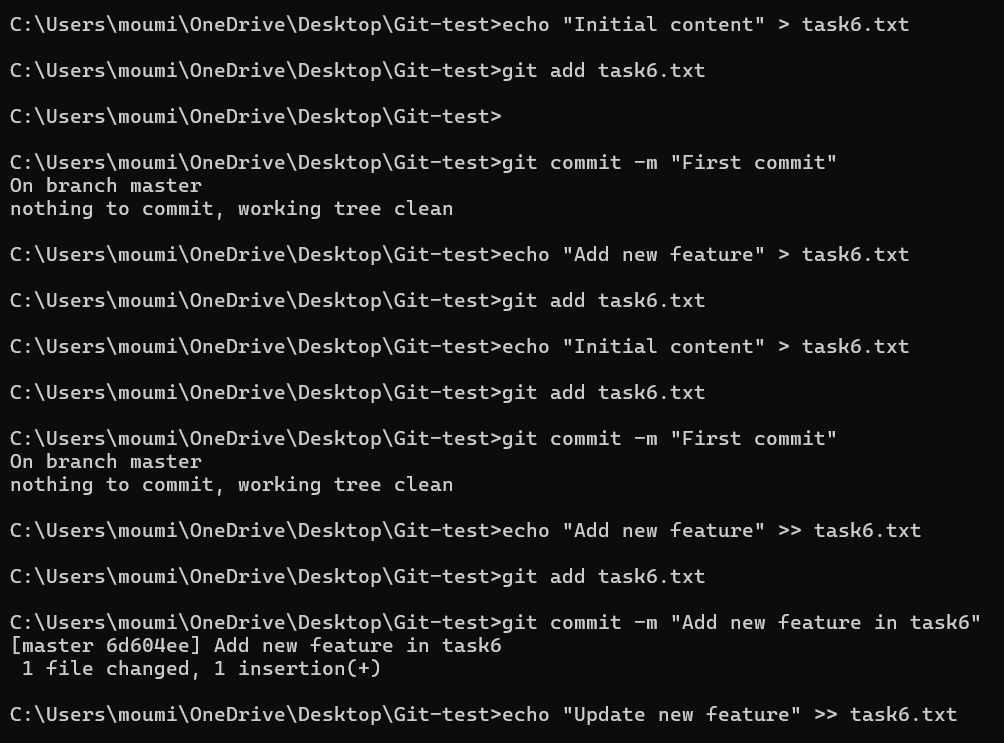 C:\Users\moumi\OneDrive\Desktop\Git-test>echo "Initial content" > task6.txt
C:\Users\moumi\OneDrive\Desktop\Git-test>git add task6.txt
C:\Users\moumi\OneDrive\Desktop\Git-test>
C:\Users\moumi\OneDrive\Desktop\Git-test>git commit -m "First commit"
On branch master
nothing to commit, working tree clean
C:\Users\moumi\OneDrive\Desktop\Git-test>echo "Add new feature" > task6.txt
C:\Users\moumi\OneDrive\Desktop\Git-test>git add task6.txt
C:\Users\moumi\OneDrive\Desktop\Git-test>echo "Initial content" > task6.txt
C:\Users\moumi\OneDrive\Desktop\Git-test>git add task6.txt
C:\Users\moumi\OneDrive\Desktop\Git-test>git commit -m "First commit"
On branch master
nothing to commit, working tree clean
C:\Users\moumi\OneDrive\Desktop\Git-test>echo "Add new feature" >> task6.txt
C:\Users\moumi\OneDrive\Desktop\Git-test>git add task6.txt
C:\Users\moumi\OneDrive\Desktop\Git-test>git commit -m "Add new feature in task6"
[master 6d604ee] Add new feature in task6
 1 file changed, 1 insertion(+)
C:\Users\moumi\OneDrive\Desktop\Git-test>echo "Update new feature" >> task6.txt